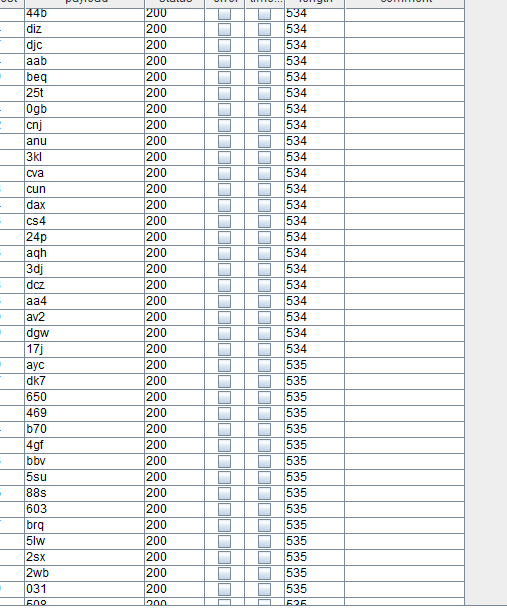 payload status error time... length comment
44b 200 534
diz 200 534
djc 200 534
aab 200 534
beq 200 534
25t 200 534
0gb 200 534
cnj 200 534
anu 200 534
3kl 200 534
cva 200 534
cun 200 534
dax 200 534
cs4 200 534
24p 200 534
aqh 200 534
3dj 200 534
dcz 200 534
aa4 200 534
av2 200 534
dgw 200 534
17j 200 534
ayc 200 535
dk7 200 535
650 200 535
469 200 535
b70 200 535
4gf 200 535
bbv 200 535
5su 200 535
88s 200 535
603 200 535
brq 200 535
5lw 200 535
2sx 200 535
2wb 200 535
031 200 535
508 200 535